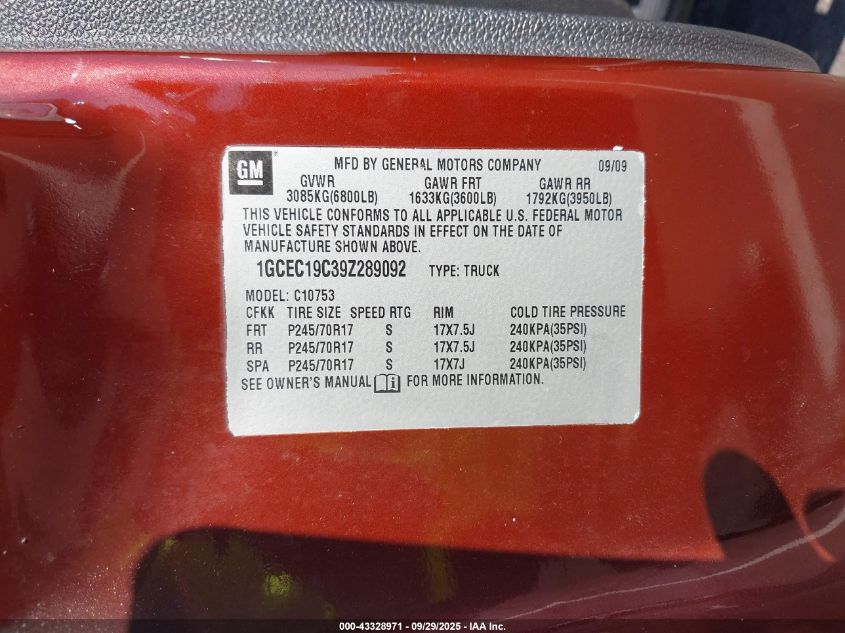 GM MFD BY GENERAL MOTORS COMPANY 09/09
GVWR GAWR FRT GAWR RR
3085KG(6800LB) 1633KG(3600LB) 1792KG(3950LB)
THIS VEHICLE CONFORMS TO ALL APPLICABLE U.S. FEDERAL MOTOR
VEHICLE SAFETY STANDARDS IN EFFECT ON THE DATE OF
MANUFACTURE SHOWN ABOVE.
1GCEC19C39Z289092 TYPE: TRUCK
MODEL: C10753
CFKK TIRE SIZE SPEED RTG RIM COLD TIRE PRESSURE
FRT P245/70R17 S 17X7.5J 240KPA(35PSI)
RR P245/70R17 S 17X7.5J 240KPA(35PSI)
SPA P245/70R17 S 17X7J 240KPA(35PSI)
SEE OWNER'S MANUAL i FOR MORE INFORMATION.
000-43328971 - 09/29/2025 - IAA Inc.